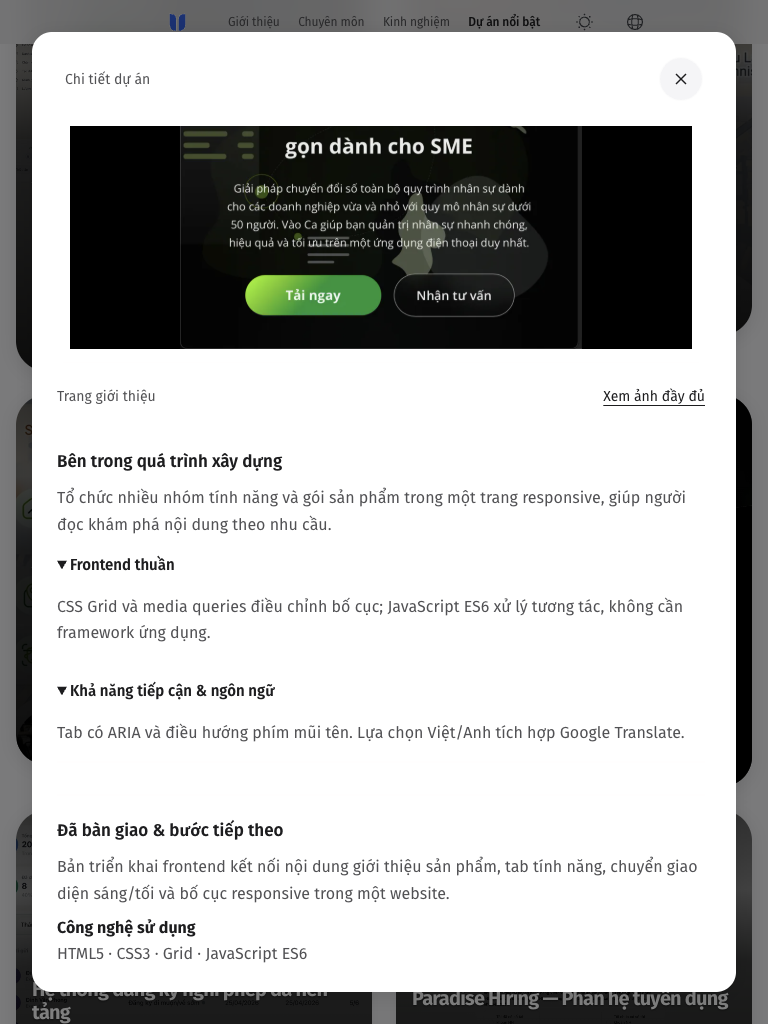 Giới thiệu Chuyên môn Kinh nghiệm Dự án nổi bật
Chi tiết dự án
gọn dành cho SME
Giải pháp chuyển đổi số toàn bộ quy trình nhân sự dành
cho các doanh nghiệp vừa và nhỏ với quy mô nhân sự dưới
50 người. Vào Ca giúp bạn quản trị nhân sự nhanh chóng,
hiệu quả và tối ưu trên một ứng dụng điện thoại duy nhất.
Tải ngay Nhận tư vấn
Trang giới thiệu Xem ảnh đầy đủ
Bên trong quá trình xây dựng
Tổ chức nhiều nhóm tính năng và gói sản phẩm trong một trang responsive, giúp người
đọc khám phá nội dung theo nhu cầu.
▼ Frontend thuần
CSS Grid và media queries điều chỉnh bố cục; JavaScript ES6 xử lý tương tác, không cần
framework ứng dụng.
▼ Khả năng tiếp cận & ngôn ngữ
Tab có ARIA và điều hướng phím mũi tên. Lựa chọn Việt/Anh tích hợp Google Translate.
Đã bàn giao & bước tiếp theo
Bản triển khai frontend kết nối nội dung giới thiệu sản phẩm, tab tính năng, chuyển giao
diện sáng/tối và bố cục responsive trong một website.
Công nghệ sử dụng
HTML5 · CSS3 · Grid · JavaScript ES6
Hệ thống đăng ký nghỉ phép đa nền
tảng
Paradise Hiring — Phân hệ tuyển dụng